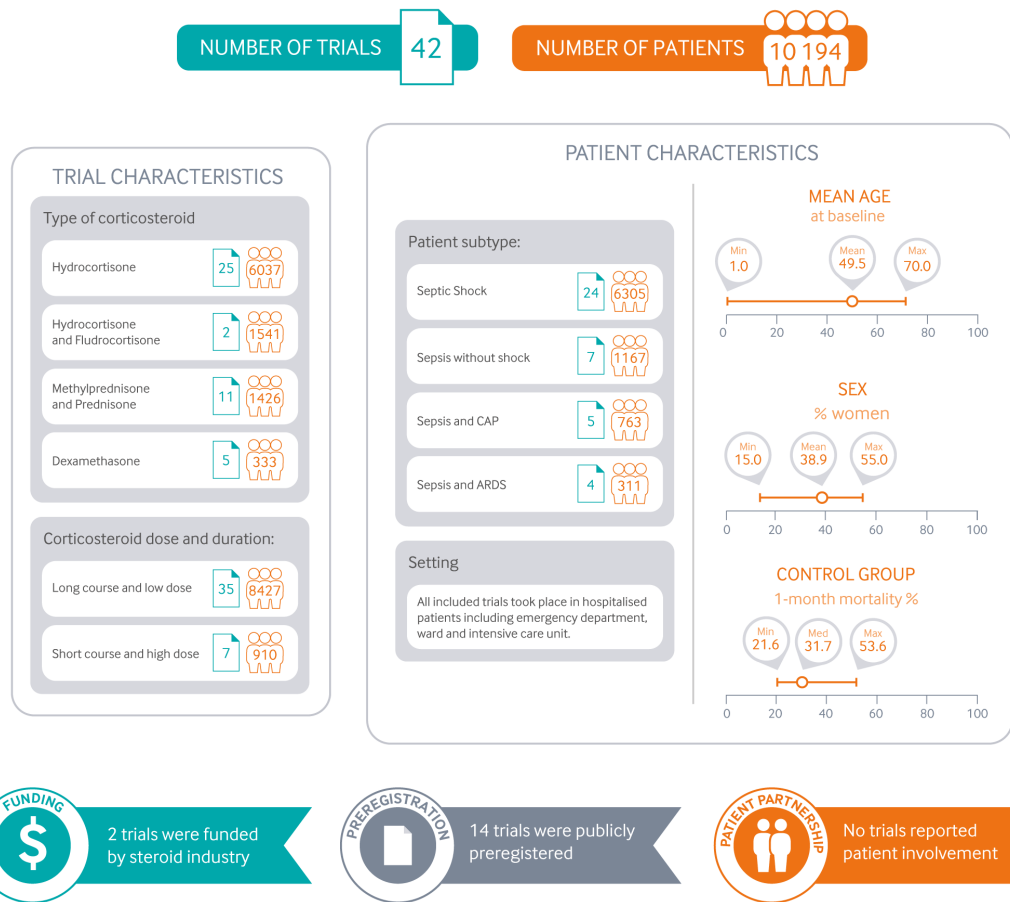 NUMBER OF TRIALS 42
NUMBER OF PATIENTS 10 194
TRIAL CHARACTERISTICS
Type of corticosteroid
Hydrocortisone 25 6037
Hydrocortisone
and Fludrocortisone 2 1541
Methylprednisone
and Prednisone 11 1426
Dexamethasone 5 333
Corticosteroid dose and duration:
Long course and low dose 35 8427
Short course and high dose 7 910
PATIENT CHARACTERISTICS
Patient subtype:
Septic Shock 24 6305
Sepsis without shock 7 1167
Sepsis and CAP 5 763
Sepsis and ARDS 4 311
Setting
All included trials took place in hospitalised
patients including emergency department,
ward and intensive care unit.
MEAN AGE
at baseline
Min Mean Max
1.0 49.5 70.0
0 20 40 60 80 100
SEX
% women
Min Mean Max
15.0 38.9 55.0
0 20 40 60 80 100
CONTROL GROUP
1-month mortality %
Min Med Max
21.6 31.7 53.6
0 20 40 60 80 100
FUNDING
$
2 trials were funded
by steroid industry
PREREGISTRATION
14 trials were publicly
preregistered
PATIENT PARTNERSHIP
No trials reported
patient involvement